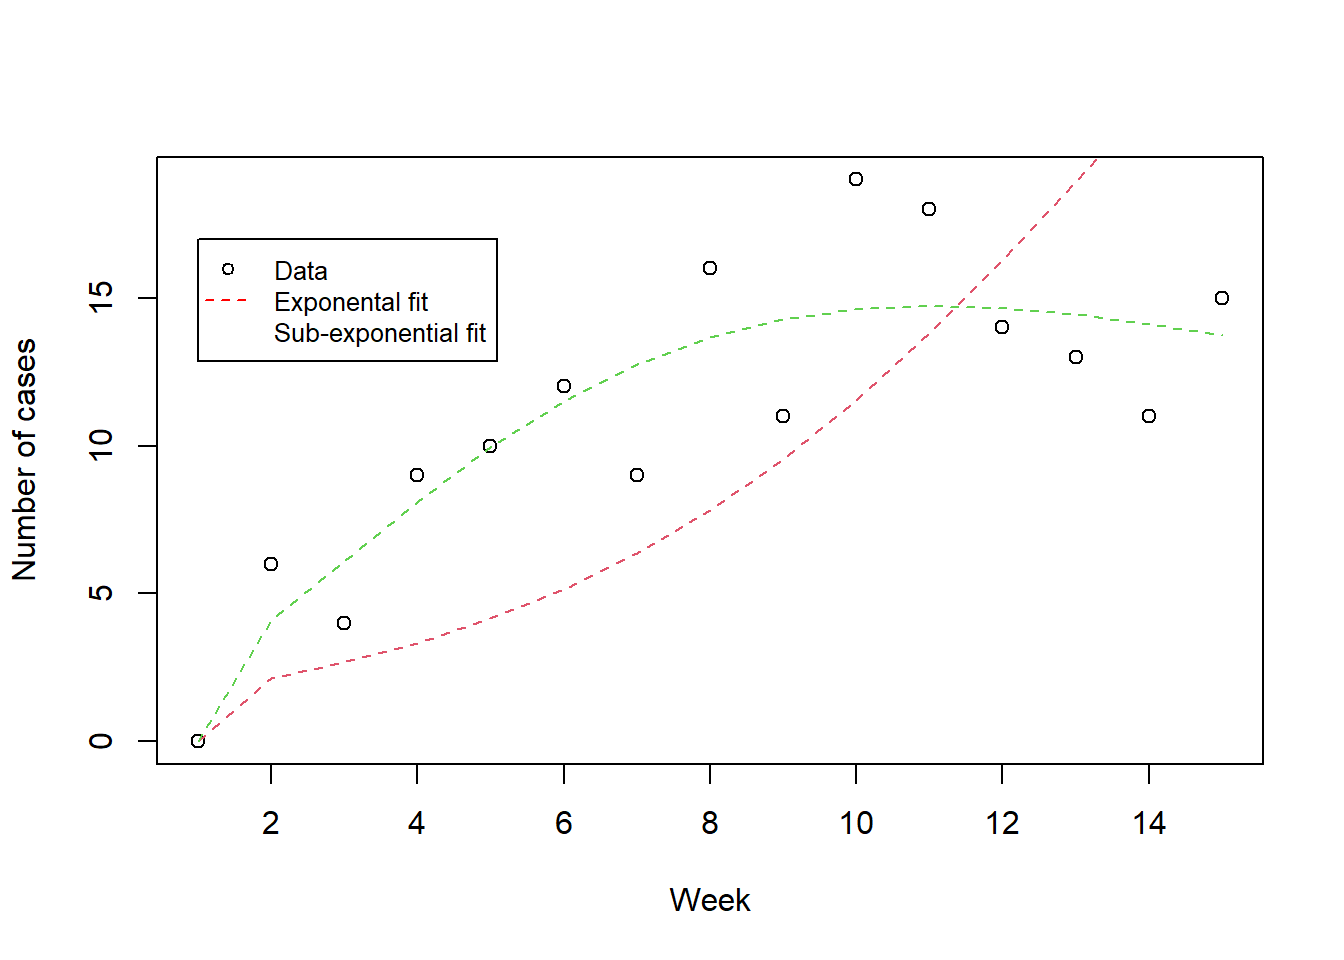 Data
Exponental fit
Sub-exponential fit
Number of cases
15
10
5
0
2 4 6 8 10 12 14
Week